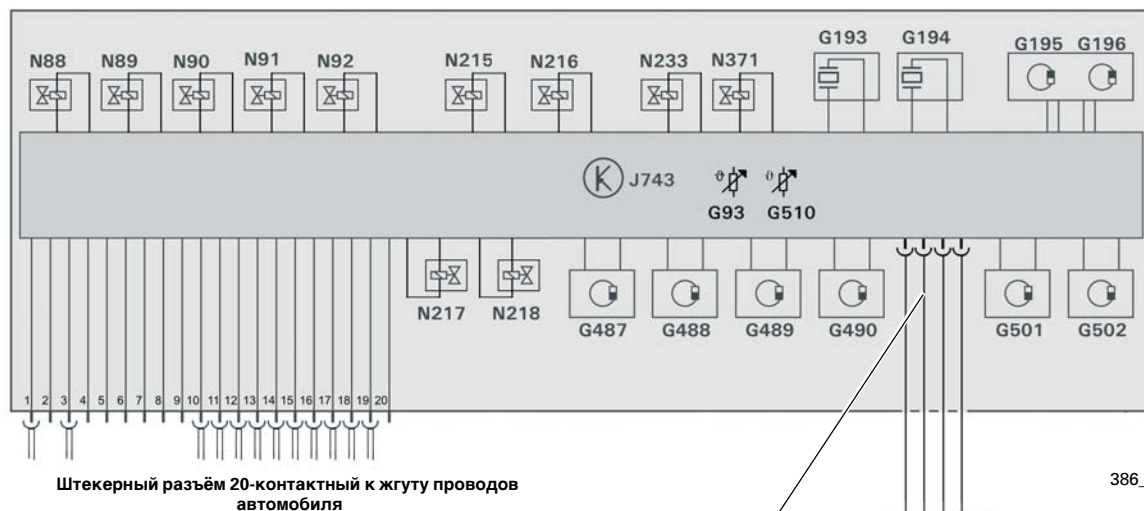 N88 N89 N90 N91 N92 N215 N216 N233 N371 G193 G194 G195 G196
J743
G93 G510
N217 N218 G487 G488 G489 G490 G501 G502
1 2 3 4 5 6 7 8 9 10 11 12 13 14 15 16 17 18 19 20
Штекерный разъём 20-контактный к жгуту проводов
автомобиля
386_